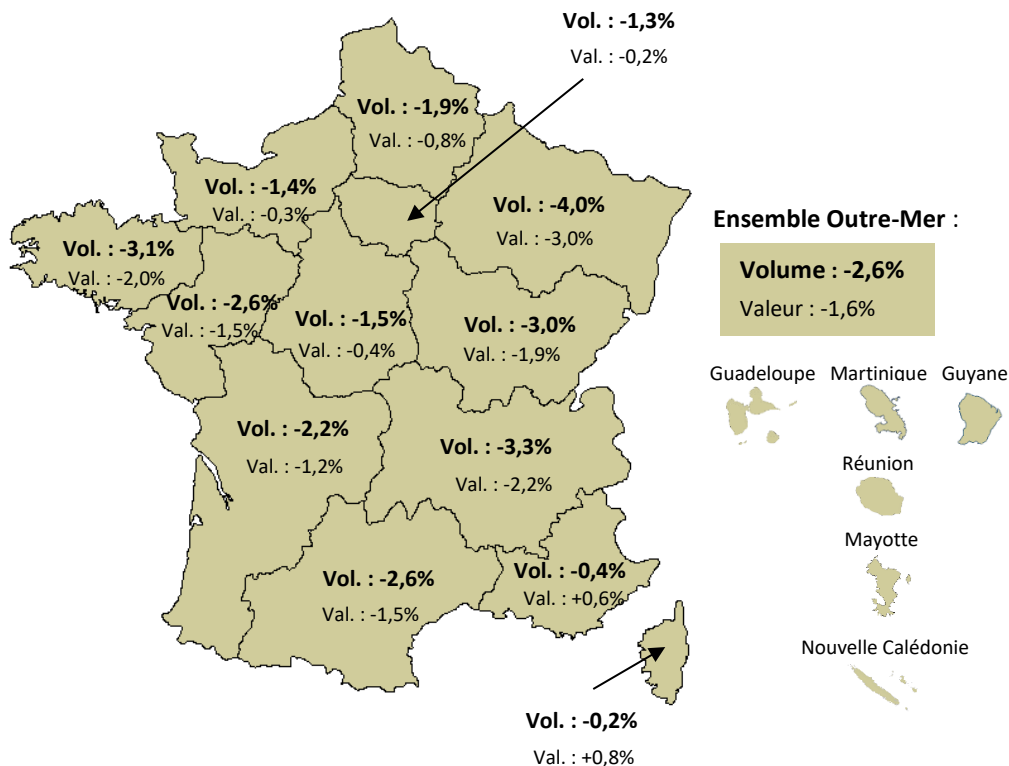 Vol. : -1,3%
Val. : -0,2%
Vol. : -1,9%
Val. : -0,8%
Vol. : -1,4%
Val. : -0,3%
Vol. : -4,0%
Val. : -3,0%
Vol. : -3,1%
Val. : -2,0%
Vol. : -2,6%
Val. : -1,5%
Vol. : -1,5%
Val. : -0,4%
Vol. : -3,0%
Val. : -1,9%
Vol. : -2,2%
Val. : -1,2%
Vol. : -3,3%
Val. : -2,2%
Vol. : -2,6%
Val. : -1,5%
Vol. : -0,4%
Val. : +0,6%
Vol. : -0,2%
Val. : +0,8%
Ensemble Outre-Mer :
Volume : -2,6%
Valeur : -1,6%
Guadeloupe Martinique Guyane
Réunion
Mayotte
Nouvelle Calédonie